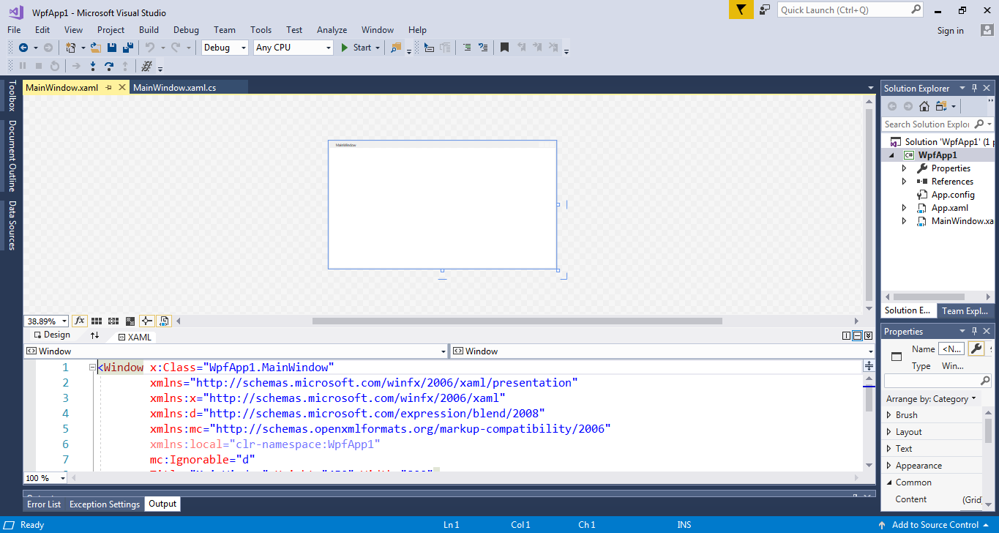 WpfApp1 - Microsoft Visual Studio
Quick Launch (Ctrl+Q)
File Edit View Project Build Debug Team Tools Test Analyze Window Help
Sign in
Debug Any CPU Start
Toolbox
Document Outline
Data Sources
MainWindow.xaml MainWindow.xaml.cs
MainWindow
38.89%
Design XAML
Window Window
1 <Window x:Class="WpfApp1.MainWindow"
2 xmlns="http://schemas.microsoft.com/winfx/2006/xaml/presentation"
3 xmlns:x="http://schemas.microsoft.com/winfx/2006/xaml"
4 xmlns:d="http://schemas.microsoft.com/expression/blend/2008"
5 xmlns:mc="http://schemas.openxmlformats.org/markup-compatibility/2006"
6 xmlns:local="clr-namespace:WpfApp1"
7 mc:Ignorable="d"
100 %
Error List Exception Settings Output
Solution Explorer
Search Solution Explor
Solution 'WpfApp1' (1 p
C# WpfApp1
Properties
References
App.config
App.xaml
MainWindow.xa
Solution E... Team Expl...
Properties
Name <N...
Type Win...
Arrange by: Category
Brush
Layout
Text
Appearance
Common
Content (Grid
Ready Ln 1 Col 1 Ch 1 INS Add to Source Control